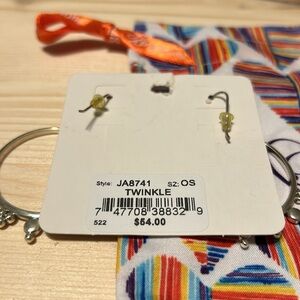 Style: JA8741 SZ: OS
TWINKLE
7 47708 38832 9
522 $54.00